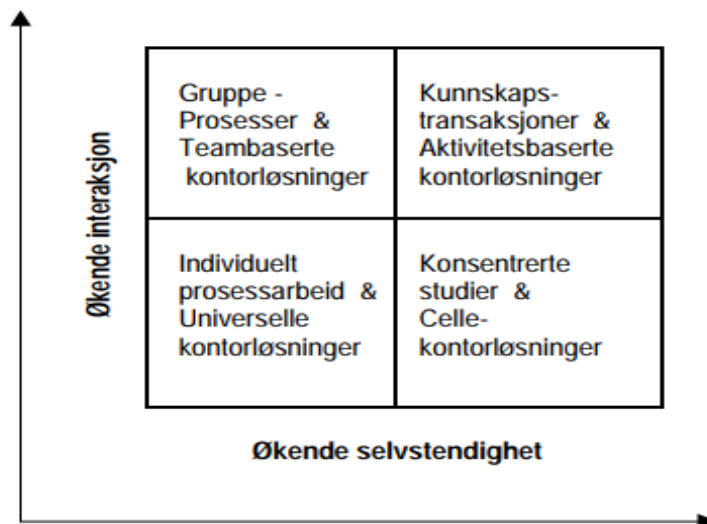 Økende interaksjon
Gruppe -
Prosesser &
Teambaserte
kontorløsninger
Kunnskaps-
transaksjoner &
Aktivitetsbaserte
kontorløsninger
Individuelt
prosessarbeid &
Universelle
kontorløsninger
Konsentrerte
studier &
Celle-
kontorløsninger
Økende selvstendighet